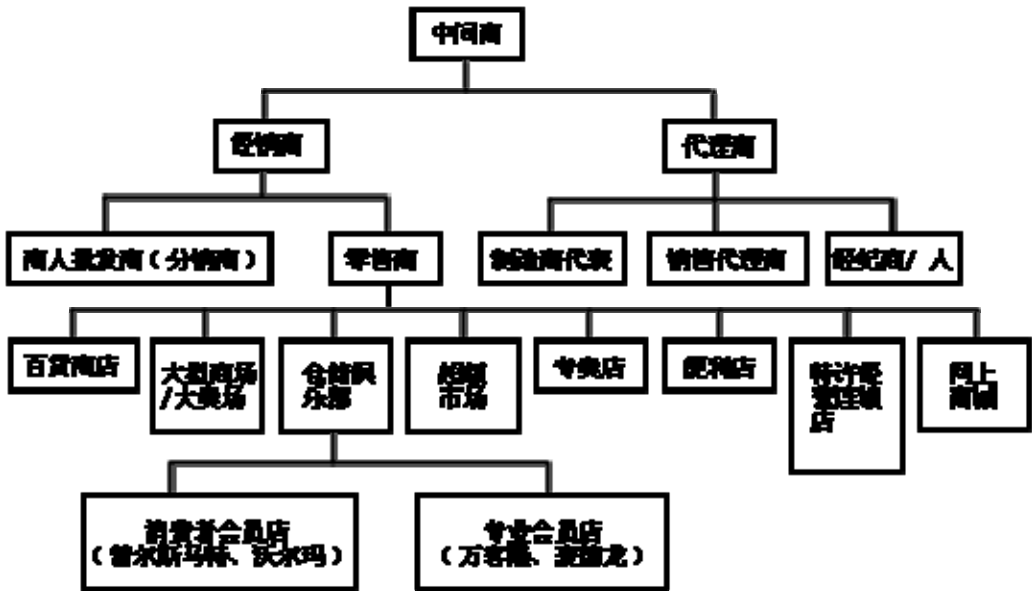 中间商
经销商
代理商
商人批发商（分销商）
零售商
制造商代表
销售代理商
经纪商/ 人
百货商店
大型商场
/大卖场
仓储俱
乐部
超级
市场
专卖店
便利店
特许经
营连锁
店
网上
商铺
消费者会员店
（普尔斯马特、沃尔玛）
专业会员店
（万客隆、麦德龙）